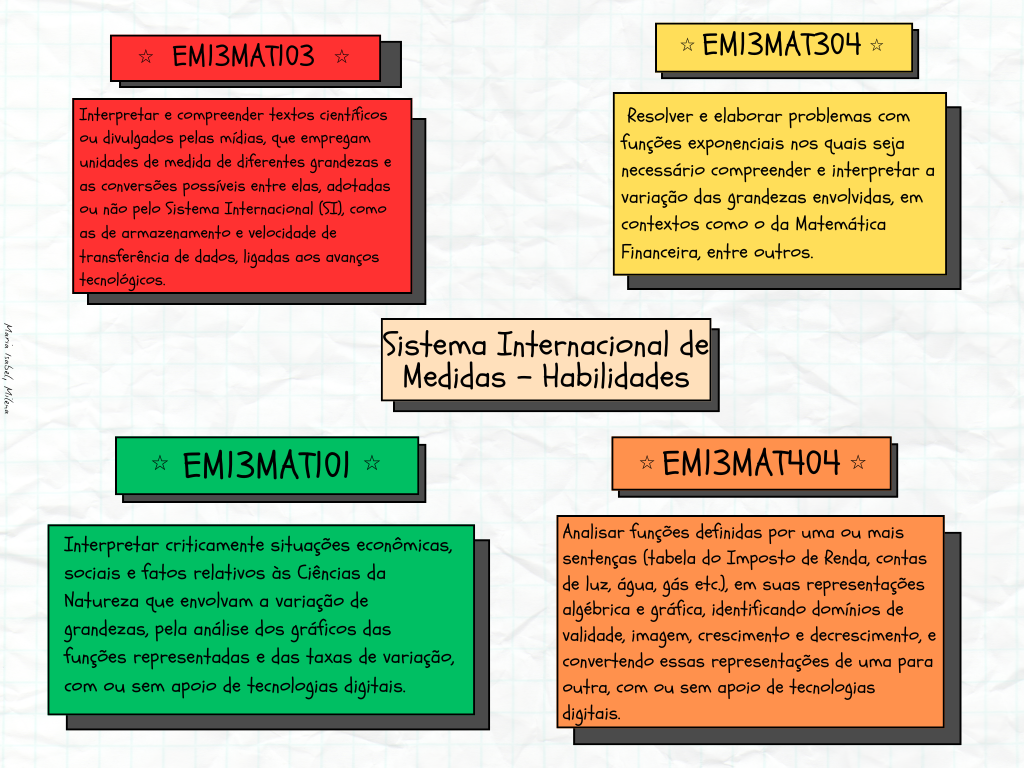 ☆ EM13MAT103 ☆
Interpretar e compreender textos científicos
ou divulgados pelas mídias, que empregam
unidades de medida de diferentes grandezas e
as conversões possíveis entre elas, adotadas
ou não pelo Sistema Internacional (SI), como
as de armazenamento e velocidade de
transferência de dados, ligadas aos avanços
tecnológicos.
☆ EM13MAT304 ☆
Resolver e elaborar problemas com
funções exponenciais nos quais seja
necessário compreender e interpretar a
variação das grandezas envolvidas, em
contextos como o da Matemática
Financeira, entre outros.
Sistema Internacional de
Medidas - Habilidades
Maria Isabel, Milena
☆ EM13MAT101 ☆
Interpretar criticamente situações econômicas,
sociais e fatos relativos às Ciências da
Natureza que envolvam a variação de
grandezas, pela análise dos gráficos das
funções representadas e das taxas de variação,
com ou sem apoio de tecnologias digitais.
☆ EM13MAT404 ☆
Analisar funções definidas por uma ou mais
sentenças (tabela do Imposto de Renda, contas
de luz, água, gás etc.), em suas representações
algébrica e gráfica, identificando domínios de
validade, imagem, crescimento e decrescimento, e
convertendo essas representações de uma para
outra, com ou sem apoio de tecnologias
digitais.